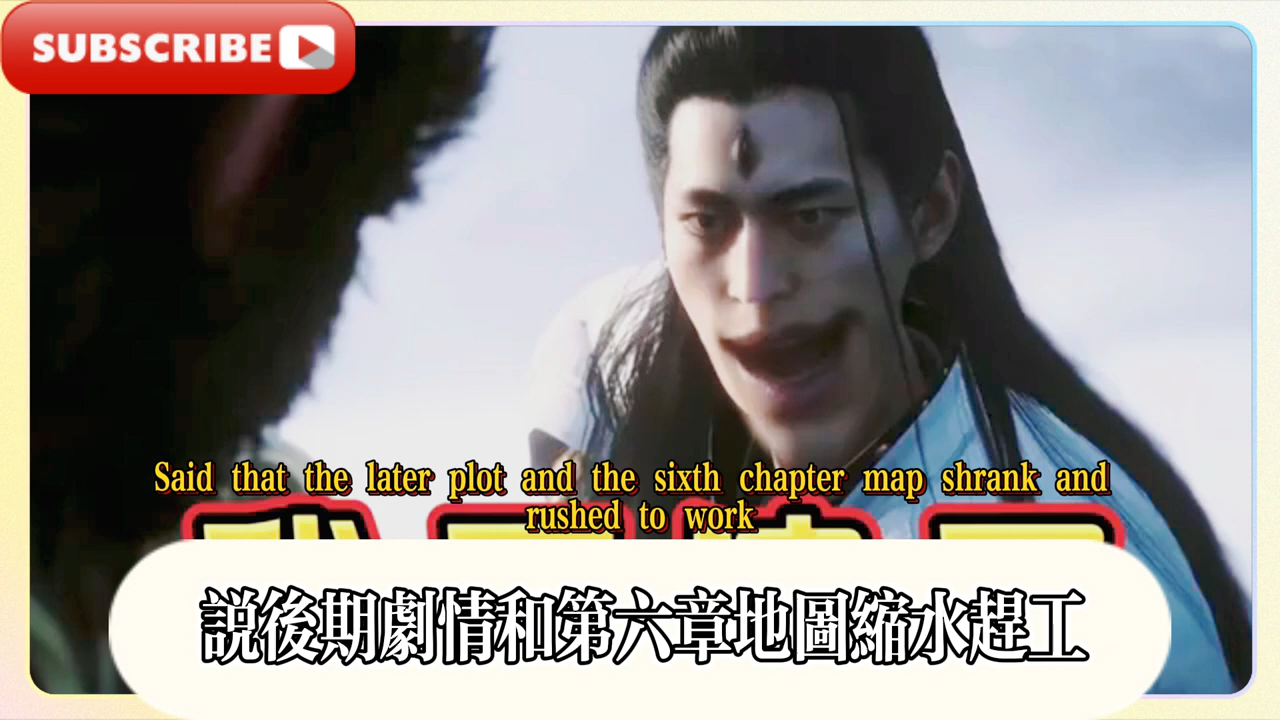 SUBSCRIBE
Said that the later plot and the sixth chapter map shrank and
rushed to work
説後期劇情和第六章地圖縮水趕工